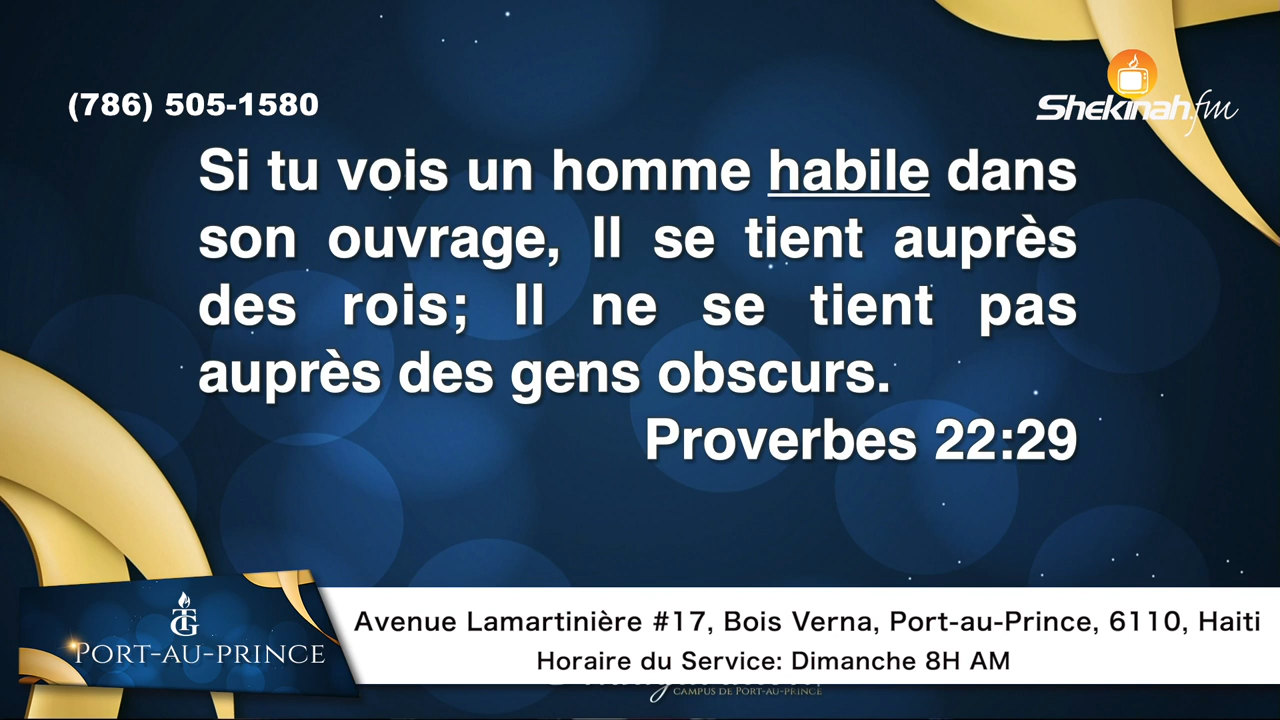 (786) 505-1580
Shekinah.fm
Si tu vois un homme habile dans
son ouvrage, Il se tient auprès
des rois; Il ne se tient pas
auprès des gens obscurs.
Proverbes 22:29
TG
PORT-AU-PRINCE
Avenue Lamartinière #17, Bois Verna, Port-au-Prince, 6110, Haiti
Horaire du Service: Dimanche 8H AM
CAMPUS DE PORT-AU-PRINCE